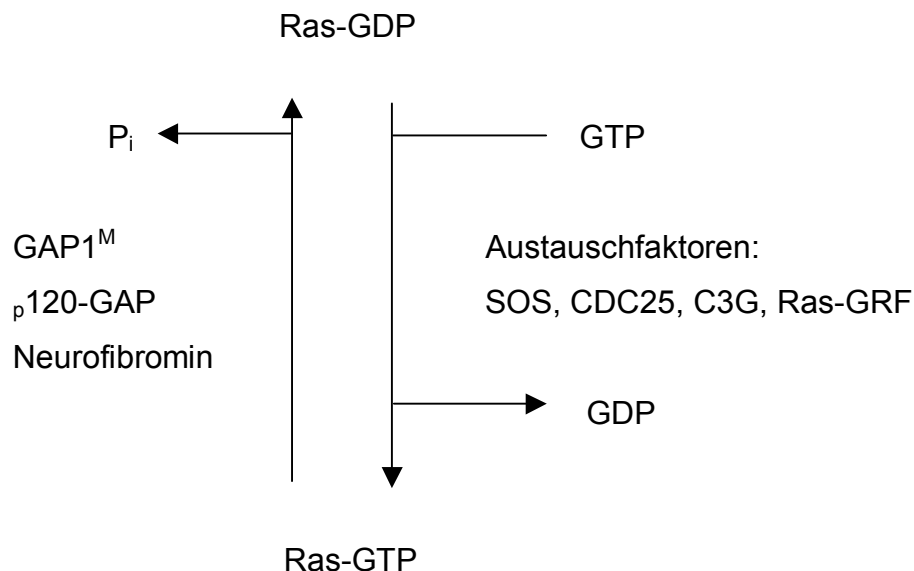 Ras-GDP
Pi
GTP
GAP1M
p120-GAP
Neurofibromin
Austauschfaktoren:
SOS, CDC25, C3G, Ras-GRF
GDP
Ras-GTP